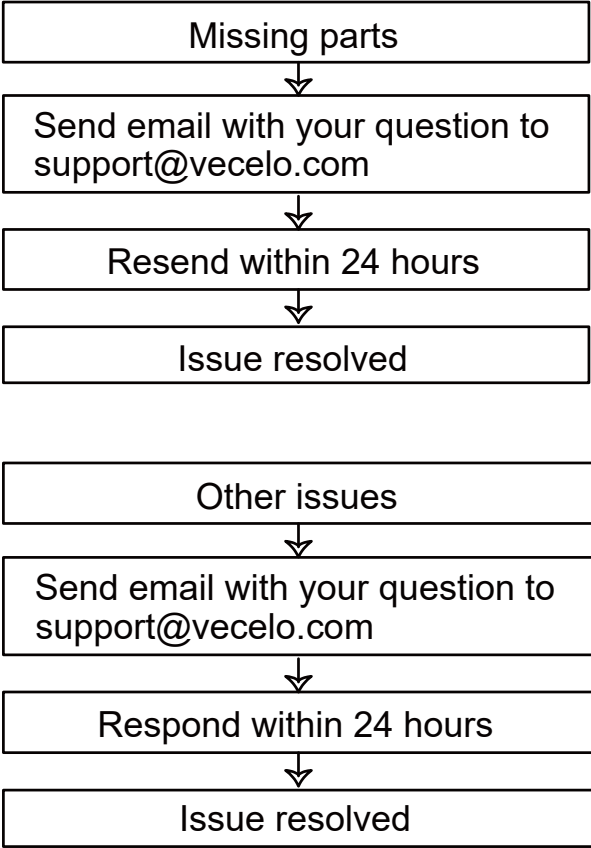 Missing parts
Send email with your question to
support@vecelo.com
Resend within 24 hours
Issue resolved
Other issues
Send email with your question to
support@vecelo.com
Respond within 24 hours
Issue resolved